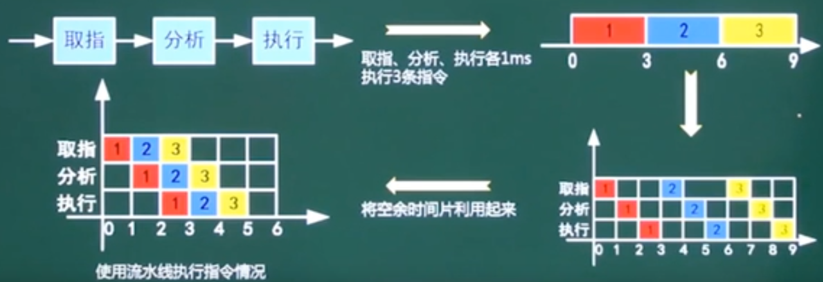 取指 分析 执行
取指、分析、执行各1ms
执行3条指令
1 2 3
0 3 6 9
取指 1 2 3
分析 1 2 3
执行 1 2 3
0 1 2 3 4 5 6
使用流水线执行指令情况
将空余时间片利用起来
取指 1 2 3
分析 1 2 3
执行 1 2 3
0 1 2 3 4 5 6 7 8 9